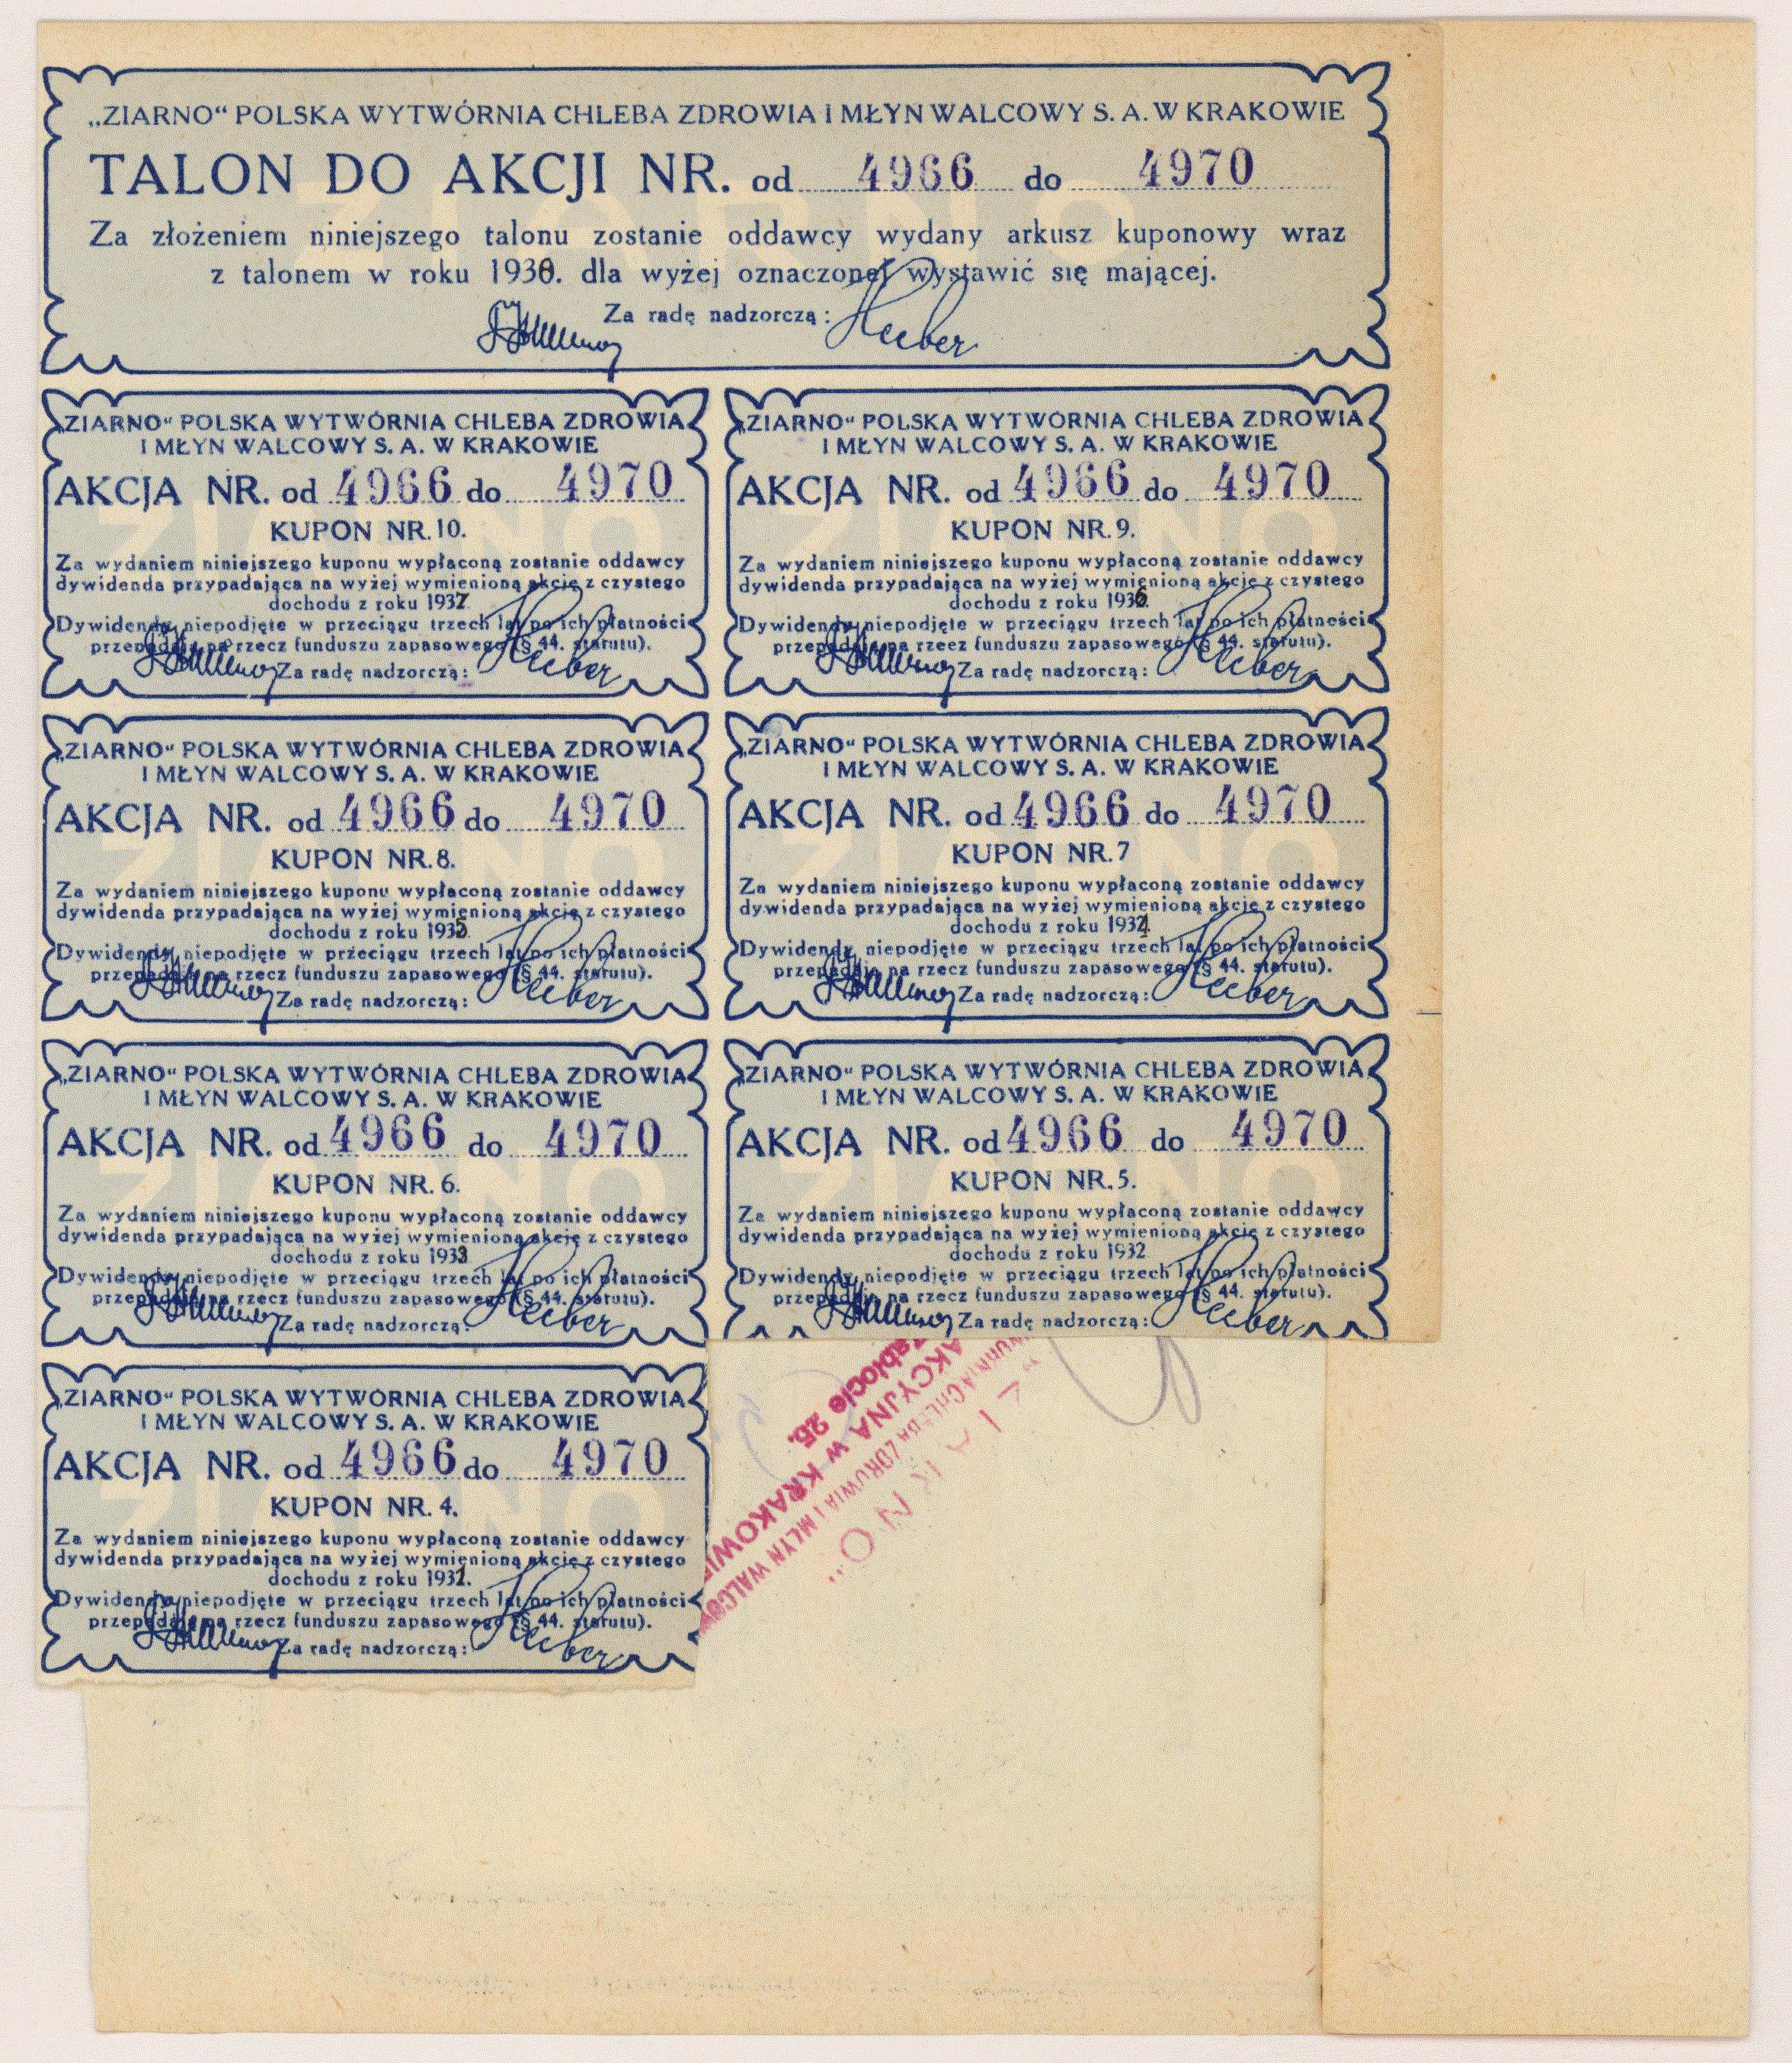 „ZIARNO“ POLSKA WYTWÓRNIA CHLEBA ZDROWIA I MŁYN WALCOWY S. A. W KRAKOWIE
TALON DO AKCJI NR. od 4966 do 4970
Za złożeniem niniejszego talonu zostanie oddawcy wydany arkusz kuponowy wraz
z talonem w roku 1938. dla wyżej oznaczonej wystawić się mającej.
Za radę nadzorczą:
Hueber
„ZIARNO“ POLSKA WYTWÓRNIA CHLEBA ZDROWIA
I MŁYN WALCOWY S. A. W KRAKOWIE
AKCJA NR. od 4966 do 4970
KUPON NR. 10.
Za wydaniem niniejszego kuponu wypłaconą zostanie oddawcy
dywidenda przypadająca na wyżej wymienioną akcję z czystego
dochodu z roku 1937.
Dywidendy niepodjęte w przeciągu trzech lat po ich płatności
przepadają na rzecz funduszu zapasowego (§ 44. statutu).
Za radę nadzorczą:
Hueber
„ZIARNO“ POLSKA WYTWÓRNIA CHLEBA ZDROWIA
I MŁYN WALCOWY S. A. W KRAKOWIE
AKCJA NR. od 4966 do 4970
KUPON NR. 9.
Za wydaniem niniejszego kuponu wypłaconą zostanie oddawcy
dywidenda przypadająca na wyżej wymienioną akcję z czystego
dochodu z roku 1936.
Dywidendy niepodjęte w przeciągu trzech lat po ich płatności
przepadają na rzecz funduszu zapasowego (§ 44. statutu).
Za radę nadzorczą:
Hueber
„ZIARNO“ POLSKA WYTWÓRNIA CHLEBA ZDROWIA
I MŁYN WALCOWY S. A. W KRAKOWIE
AKCJA NR. od 4966 do 4970
KUPON NR. 8.
Za wydaniem niniejszego kuponu wypłaconą zostanie oddawcy
dywidenda przypadająca na wyżej wymienioną akcję z czystego
dochodu z roku 1935.
Dywidendy niepodjęte w przeciągu trzech lat po ich płatności
przepadają na rzecz funduszu zapasowego (§ 44. statutu).
Za radę nadzorczą:
Hueber
„ZIARNO“ POLSKA WYTWÓRNIA CHLEBA ZDROWIA
I MŁYN WALCOWY S. A. W KRAKOWIE
AKCJA NR. od 4966 do 4970
KUPON NR. 7
Za wydaniem niniejszego kuponu wypłaconą zostanie oddawcy
dywidenda przypadająca na wyżej wymienioną akcję z czystego
dochodu z roku 1934.
Dywidendy niepodjęte w przeciągu trzech lat po ich płatności
przepadają na rzecz funduszu zapasowego (§ 44. statutu).
Za radę nadzorczą:
Hueber
„ZIARNO“ POLSKA WYTWÓRNIA CHLEBA ZDROWIA
I MŁYN WALCOWY S. A. W KRAKOWIE
AKCJA NR. od 4966 do 4970
KUPON NR. 6.
Za wydaniem niniejszego kuponu wypłaconą zostanie oddawcy
dywidenda przypadająca na wyżej wymienioną akcję z czystego
dochodu z roku 1933
Dywidendy niepodjęte w przeciągu trzech lat po ich płatności
przepadają na rzecz funduszu zapasowego (§ 44. statutu).
Za radę nadzorczą:
Hueber
„ZIARNO“ POLSKA WYTWÓRNIA CHLEBA ZDROWIA
I MŁYN WALCOWY S. A. W KRAKOWIE
AKCJA NR. od 4966 do 4970
KUPON NR. 5.
Za wydaniem niniejszego kuponu wypłaconą zostanie oddawcy
dywidenda przypadająca na wyżej wymienioną akcję z czystego
dochodu z roku 1932
Dywidendy niepodjęte w przeciągu trzech lat po ich płatności
przepadają na rzecz funduszu zapasowego (§ 44. statutu).
Za radę nadzorczą:
Hueber
„ZIARNO“ POLSKA WYTWÓRNIA CHLEBA ZDROWIA
I MŁYN WALCOWY S. A. W KRAKOWIE
AKCJA NR. od 4966 do 4970
KUPON NR. 4.
Za wydaniem niniejszego kuponu wypłaconą zostanie oddawcy
dywidenda przypadająca na wyżej wymienioną akcję z czystego
dochodu z roku 1931.
Dywidendy niepodjęte w przeciągu trzech lat po ich płatności
przepadają na rzecz funduszu zapasowego (§ 44. statutu).
Za radę nadzorczą:
Hueber
„ZIARNO“
CHLEBA ZDROWIA I MŁYN WALCOW
AKCYJNA W KRAKOWIE
Zabłocie 25.